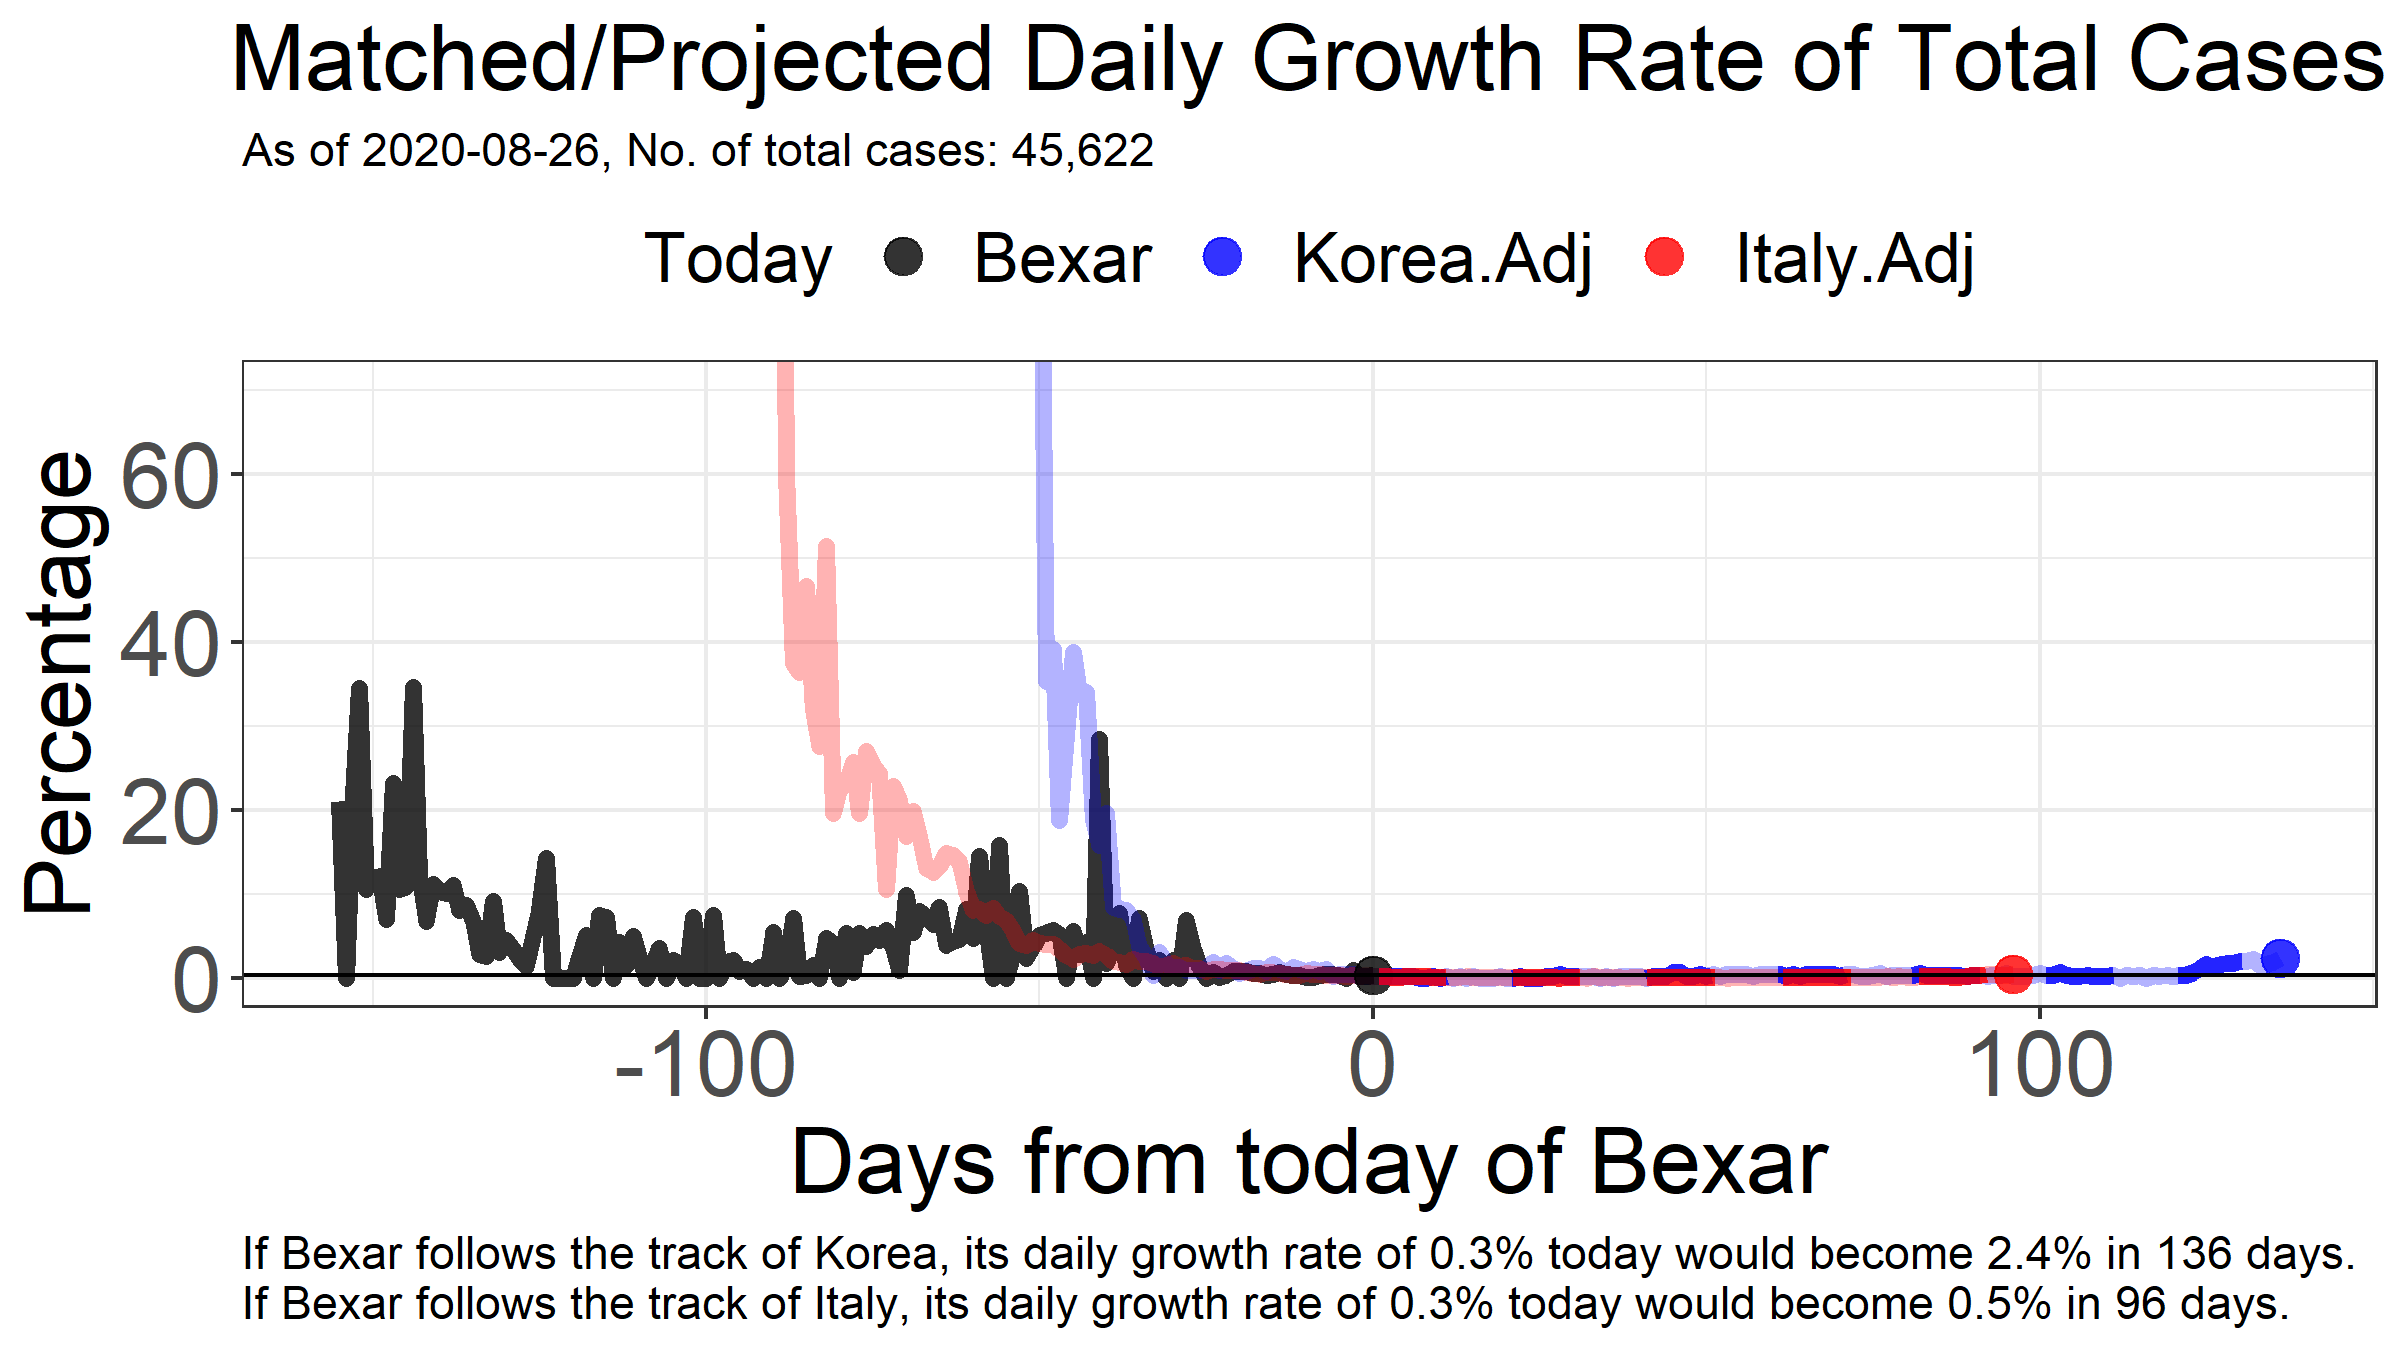 Matched/Projected Daily Growth Rate of Total Cases
As of 2020-08-26, No. of total cases: 45,622
Today Bexar Korea.Adj Italy.Adj
Percentage
60
40
20
0
-100 0 100
Days from today of Bexar
If Bexar follows the track of Korea, its daily growth rate of 0.3% today would become 2.4% in 136 days.
If Bexar follows the track of Italy, its daily growth rate of 0.3% today would become 0.5% in 96 days.